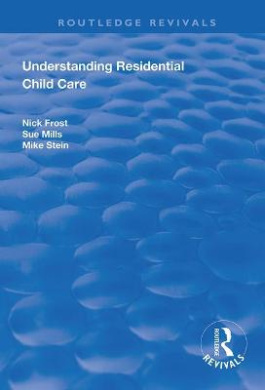 ROUTLEDGE REVIVALS
Understanding Residential
Child Care
Nick Frost
Sue Mills
Mike Stein
ROUTLEDGE
REVIVALS